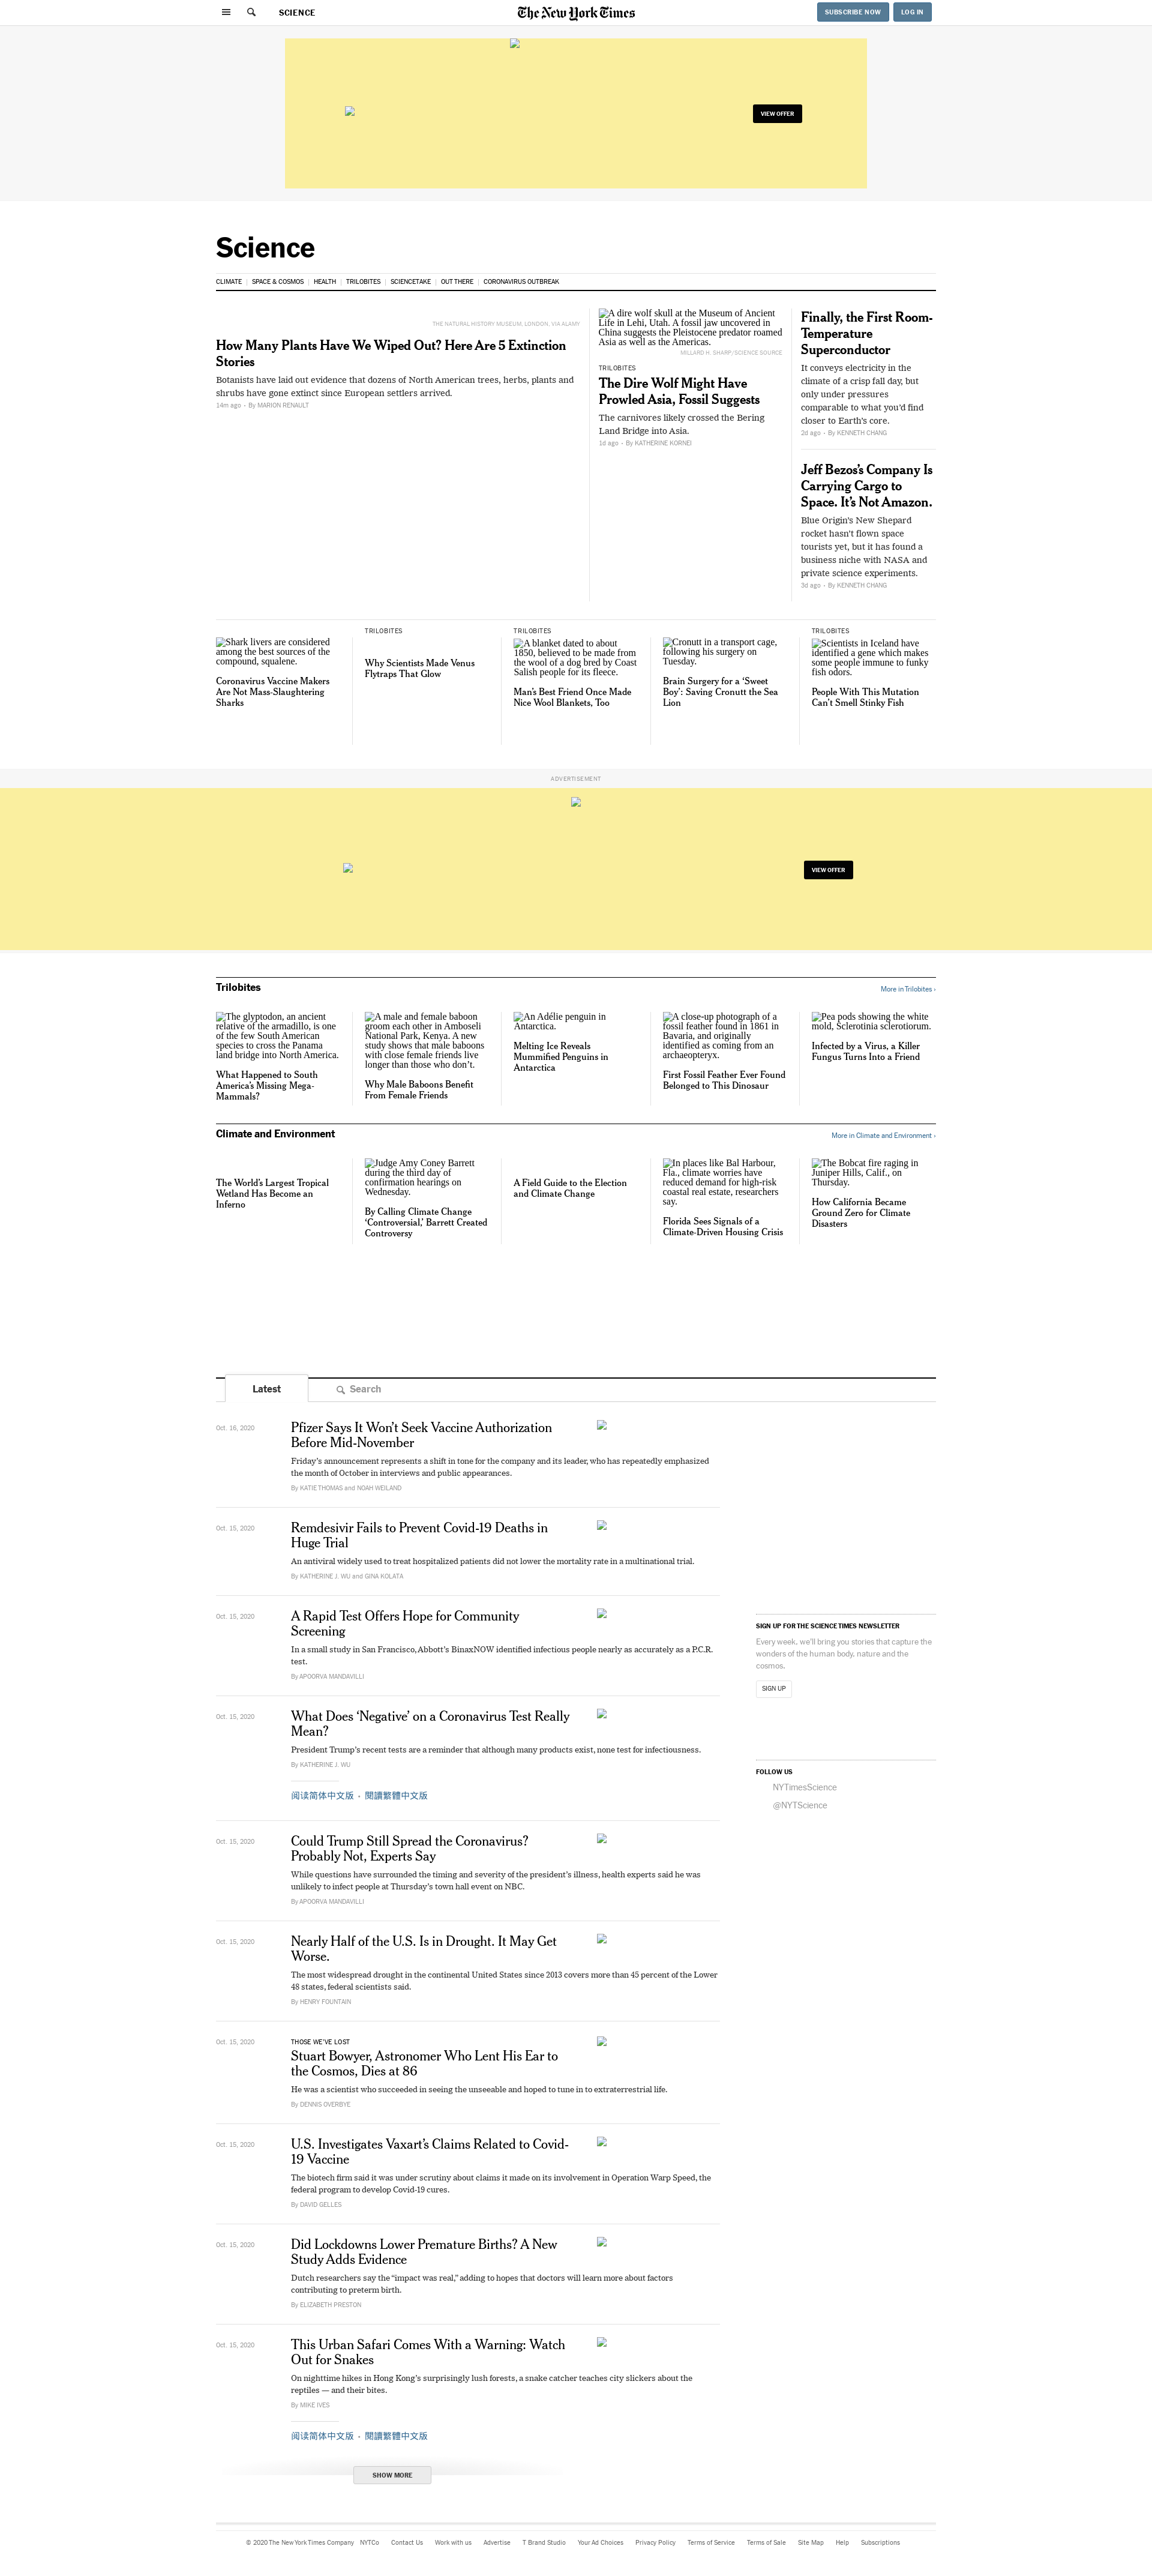 SCIENCE
The New York Times
SUBSCRIBE NOW
LOG IN
VIEW OFFER
Science
CLIMATE
SPACE & COSMOS
HEALTH
TRILOBITES
SCIENCETAKE
OUT THERE
CORONAVIRUS OUTBREAK
THE NATURAL HISTORY MUSEUM, LONDON, VIA ALAMY
How Many Plants Have We Wiped Out? Here Are 5 Extinction
Stories
Botanists have laid out evidence that dozens of North American trees, herbs, plants and
shrubs have gone extinct since European settlers arrived.
14m ago · By MARION RENAULT
A dire wolf skull at the Museum of Ancient
Life in Lehi, Utah. A fossil jaw uncovered in
China suggests the Pleistocene predator roamed
Asia as well as the Americas.
MILLARD H. SHARP/SCIENCE SOURCE
TRILOBITES
The Dire Wolf Might Have
Prowled Asia, Fossil Suggests
The carnivores likely crossed the Bering
Land Bridge into Asia.
1d ago · By KATHERINE KORNEI
Finally, the First Room-
Temperature
Superconductor
It conveys electricity in the
climate of a crisp fall day, but
only under pressures
comparable to what you’d find
closer to Earth’s core.
2d ago · By KENNETH CHANG
Jeff Bezos’s Company Is
Carrying Cargo to
Space. It’s Not Amazon.
Blue Origin’s New Shepard
rocket hasn’t flown space
tourists yet, but it has found a
business niche with NASA and
private science experiments.
3d ago · By KENNETH CHANG
Shark livers are considered
among the best sources of the
compound, squalene.
Coronavirus Vaccine Makers
Are Not Mass-Slaughtering
Sharks
TRILOBITES
Why Scientists Made Venus
Flytraps That Glow
TRILOBITES
A blanket dated to about
1850, believed to be made from
the wool of a dog bred by Coast
Salish people for its fleece.
Man’s Best Friend Once Made
Nice Wool Blankets, Too
Cronutt in a transport cage,
following his surgery on
Tuesday.
Brain Surgery for a ‘Sweet
Boy’: Saving Cronutt the Sea
Lion
TRILOBITES
Scientists in Iceland have
identified a gene which makes
some people immune to funky
fish odors.
People With This Mutation
Can’t Smell Stinky Fish
ADVERTISEMENT
VIEW OFFER
Trilobites
More in Trilobites ›
The glyptodon, an ancient
relative of the armadillo, is one
of the few South American
species to cross the Panama
land bridge into North America.
What Happened to South
America’s Missing Mega-
Mammals?
A male and female baboon
groom each other in Amboseli
National Park, Kenya. A new
study shows that male baboons
with close female friends live
longer than those who don’t.
Why Male Baboons Benefit
From Female Friends
An Adélie penguin in
Antarctica.
Melting Ice Reveals
Mummified Penguins in
Antarctica
A close-up photograph of a
fossil feather found in 1861 in
Bavaria, and originally
identified as coming from an
archaeopteryx.
First Fossil Feather Ever Found
Belonged to This Dinosaur
Pea pods showing the white
mold, Sclerotinia sclerotiorum.
Infected by a Virus, a Killer
Fungus Turns Into a Friend
Climate and Environment
More in Climate and Environment ›
The World’s Largest Tropical
Wetland Has Become an
Inferno
Judge Amy Coney Barrett
during the third day of
confirmation hearings on
Wednesday.
By Calling Climate Change
‘Controversial,’ Barrett Created
Controversy
A Field Guide to the Election
and Climate Change
In places like Bal Harbour,
Fla., climate worries have
reduced demand for high-risk
coastal real estate, researchers
say.
Florida Sees Signals of a
Climate-Driven Housing Crisis
The Bobcat fire raging in
Juniper Hills, Calif., on
Thursday.
How California Became
Ground Zero for Climate
Disasters
Latest
Search
Oct. 16, 2020
Pfizer Says It Won’t Seek Vaccine Authorization
Before Mid-November
Friday’s announcement represents a shift in tone for the company and its leader, who has repeatedly emphasized
the month of October in interviews and public appearances.
By KATIE THOMAS and NOAH WEILAND
Oct. 15, 2020
Remdesivir Fails to Prevent Covid-19 Deaths in
Huge Trial
An antiviral widely used to treat hospitalized patients did not lower the mortality rate in a multinational trial.
By KATHERINE J. WU and GINA KOLATA
Oct. 15, 2020
A Rapid Test Offers Hope for Community
Screening
In a small study in San Francisco, Abbott’s BinaxNOW identified infectious people nearly as accurately as a P.C.R.
test.
By APOORVA MANDAVILLI
Oct. 15, 2020
What Does ‘Negative’ on a Coronavirus Test Really
Mean?
President Trump’s recent tests are a reminder that although many products exist, none test for infectiousness.
By KATHERINE J. WU
阅读简体中文版 · 閱讀繁體中文版
Oct. 15, 2020
Could Trump Still Spread the Coronavirus?
Probably Not, Experts Say
While questions have surrounded the timing and severity of the president’s illness, health experts said he was
unlikely to infect people at Thursday’s town hall event on NBC.
By APOORVA MANDAVILLI
Oct. 15, 2020
Nearly Half of the U.S. Is in Drought. It May Get
Worse.
The most widespread drought in the continental United States since 2013 covers more than 45 percent of the Lower
48 states, federal scientists said.
By HENRY FOUNTAIN
Oct. 15, 2020
THOSE WE’VE LOST
Stuart Bowyer, Astronomer Who Lent His Ear to
the Cosmos, Dies at 86
He was a scientist who succeeded in seeing the unseeable and hoped to tune in to extraterrestrial life.
By DENNIS OVERBYE
Oct. 15, 2020
U.S. Investigates Vaxart’s Claims Related to Covid-
19 Vaccine
The biotech firm said it was under scrutiny about claims it made on its involvement in Operation Warp Speed, the
federal program to develop Covid-19 cures.
By DAVID GELLES
Oct. 15, 2020
Did Lockdowns Lower Premature Births? A New
Study Adds Evidence
Dutch researchers say the “impact was real,” adding to hopes that doctors will learn more about factors
contributing to preterm birth.
By ELIZABETH PRESTON
Oct. 15, 2020
This Urban Safari Comes With a Warning: Watch
Out for Snakes
On nighttime hikes in Hong Kong’s surprisingly lush forests, a snake catcher teaches city slickers about the
reptiles — and their bites.
By MIKE IVES
阅读简体中文版 · 閱讀繁體中文版
SHOW MORE
SIGN UP FOR THE SCIENCE TIMES NEWSLETTER
Every week, we'll bring you stories that capture the
wonders of the human body, nature and the
cosmos.
SIGN UP
FOLLOW US
NYTimesScience
@NYTScience
© 2020 The New York Times Company
NYTCo
Contact Us
Work with us
Advertise
T Brand Studio
Your Ad Choices
Privacy Policy
Terms of Service
Terms of Sale
Site Map
Help
Subscriptions